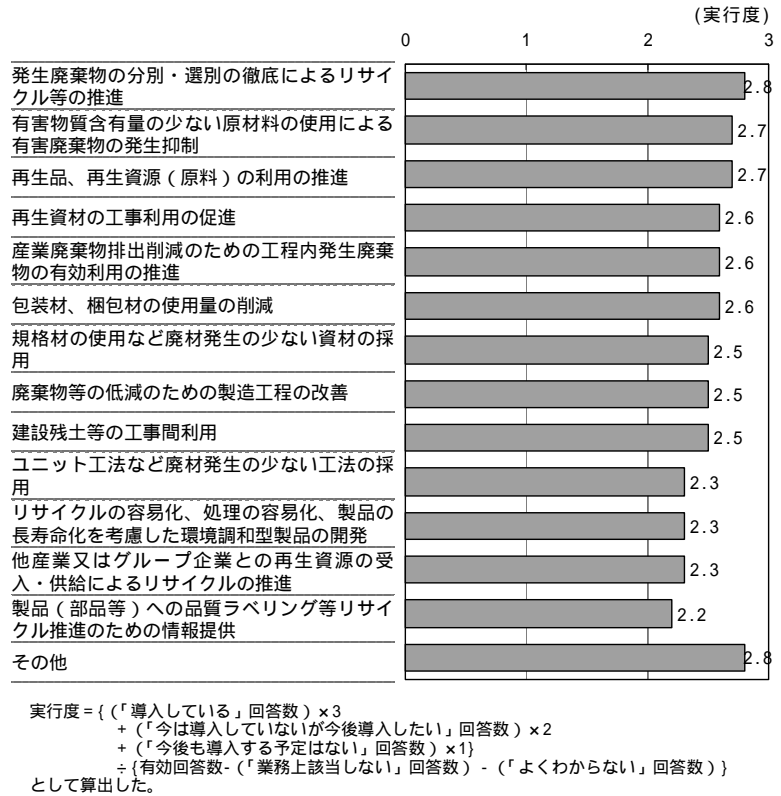 (実行度)
0 1 2 3
発生廃棄物の分別・選別の徹底によるリサイ
クル等の推進
2.8
有害物質含有量の少ない原材料の使用による
有害廃棄物の発生抑制
2.7
再生品、再生資源(原料)の利用の推進
2.7
再生資材の工事利用の促進
2.6
産業廃棄物排出削減のための工程内発生廃棄
物の有効利用の推進
2.6
包装材、梱包材の使用量の削減
2.6
規格材の使用など廃材発生の少ない資材の採
用
2.5
廃棄物等の低減のための製造工程の改善
2.5
建設残土等の工事間利用
2.5
ユニット工法など廃材発生の少ない工法の採
用
2.3
リサイクルの容易化、処理の容易化、製品の
長寿命化を考慮した環境調和型製品の開発
2.3
他産業又はグループ企業との再生資源の受
入・供給によるリサイクルの推進
2.3
製品(部品等)への品質ラベリング等リサイ
クル推進のための情報提供
2.2
その他
2.8
実行度={(「導入している」回答数)×3
+(「今は導入していないが今後導入したい」回答数)×2
+(「今後も導入する予定はない」回答数)×1}
÷{有効回答数-(「業務上該当しない」回答数)-(「よくわからない」回答数)}
として算出した。